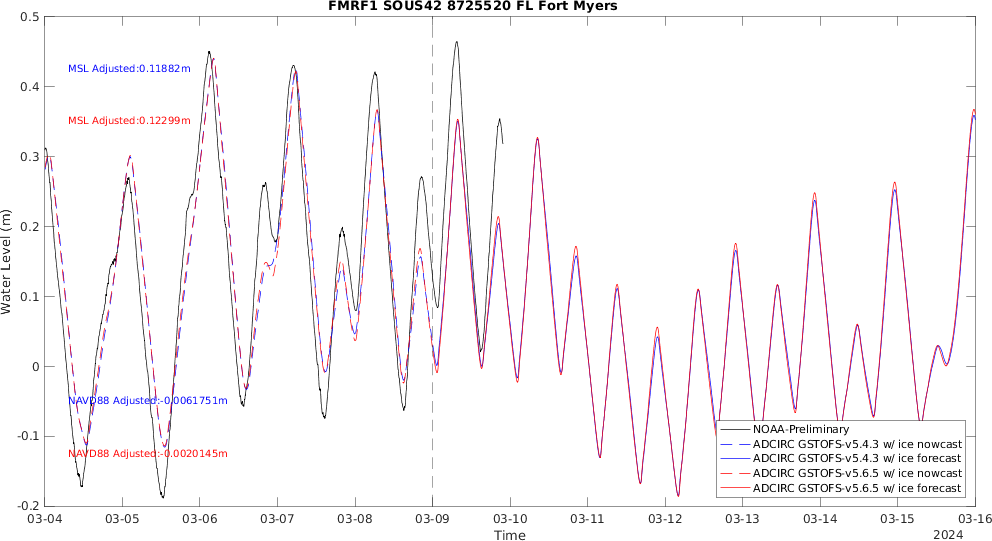 FMRF1 SOUS42 8725520 FL Fort Myers
0.5
0.4
0.3
0.2
0.1
0
-0.1
-0.2
Water Level (m)
MSL Adjusted:0.11882m
MSL Adjusted:0.12299m
NAVD88 Adjusted:-0.0061751m
NAVD88 Adjusted:-0.0020145m
NOAA-Preliminary
ADCIRC GSTOFS-v5.4.3 w/ ice nowcast
ADCIRC GSTOFS-v5.4.3 w/ ice forecast
ADCIRC GSTOFS-v5.6.5 w/ ice nowcast
ADCIRC GSTOFS-v5.6.5 w/ ice forecast
03-04 03-05 03-06 03-07 03-08 03-09 03-10 03-11 03-12 03-13 03-14 03-15 03-16
Time
2024